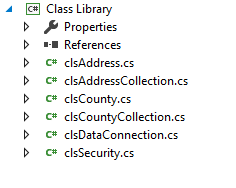 C# Class Library
Properties
References
C# clsAddress.cs
C# clsAddressCollection.cs
C# clsCounty.cs
C# clsCountyCollection.cs
C# clsDataConnection.cs
C# clsSecurity.cs